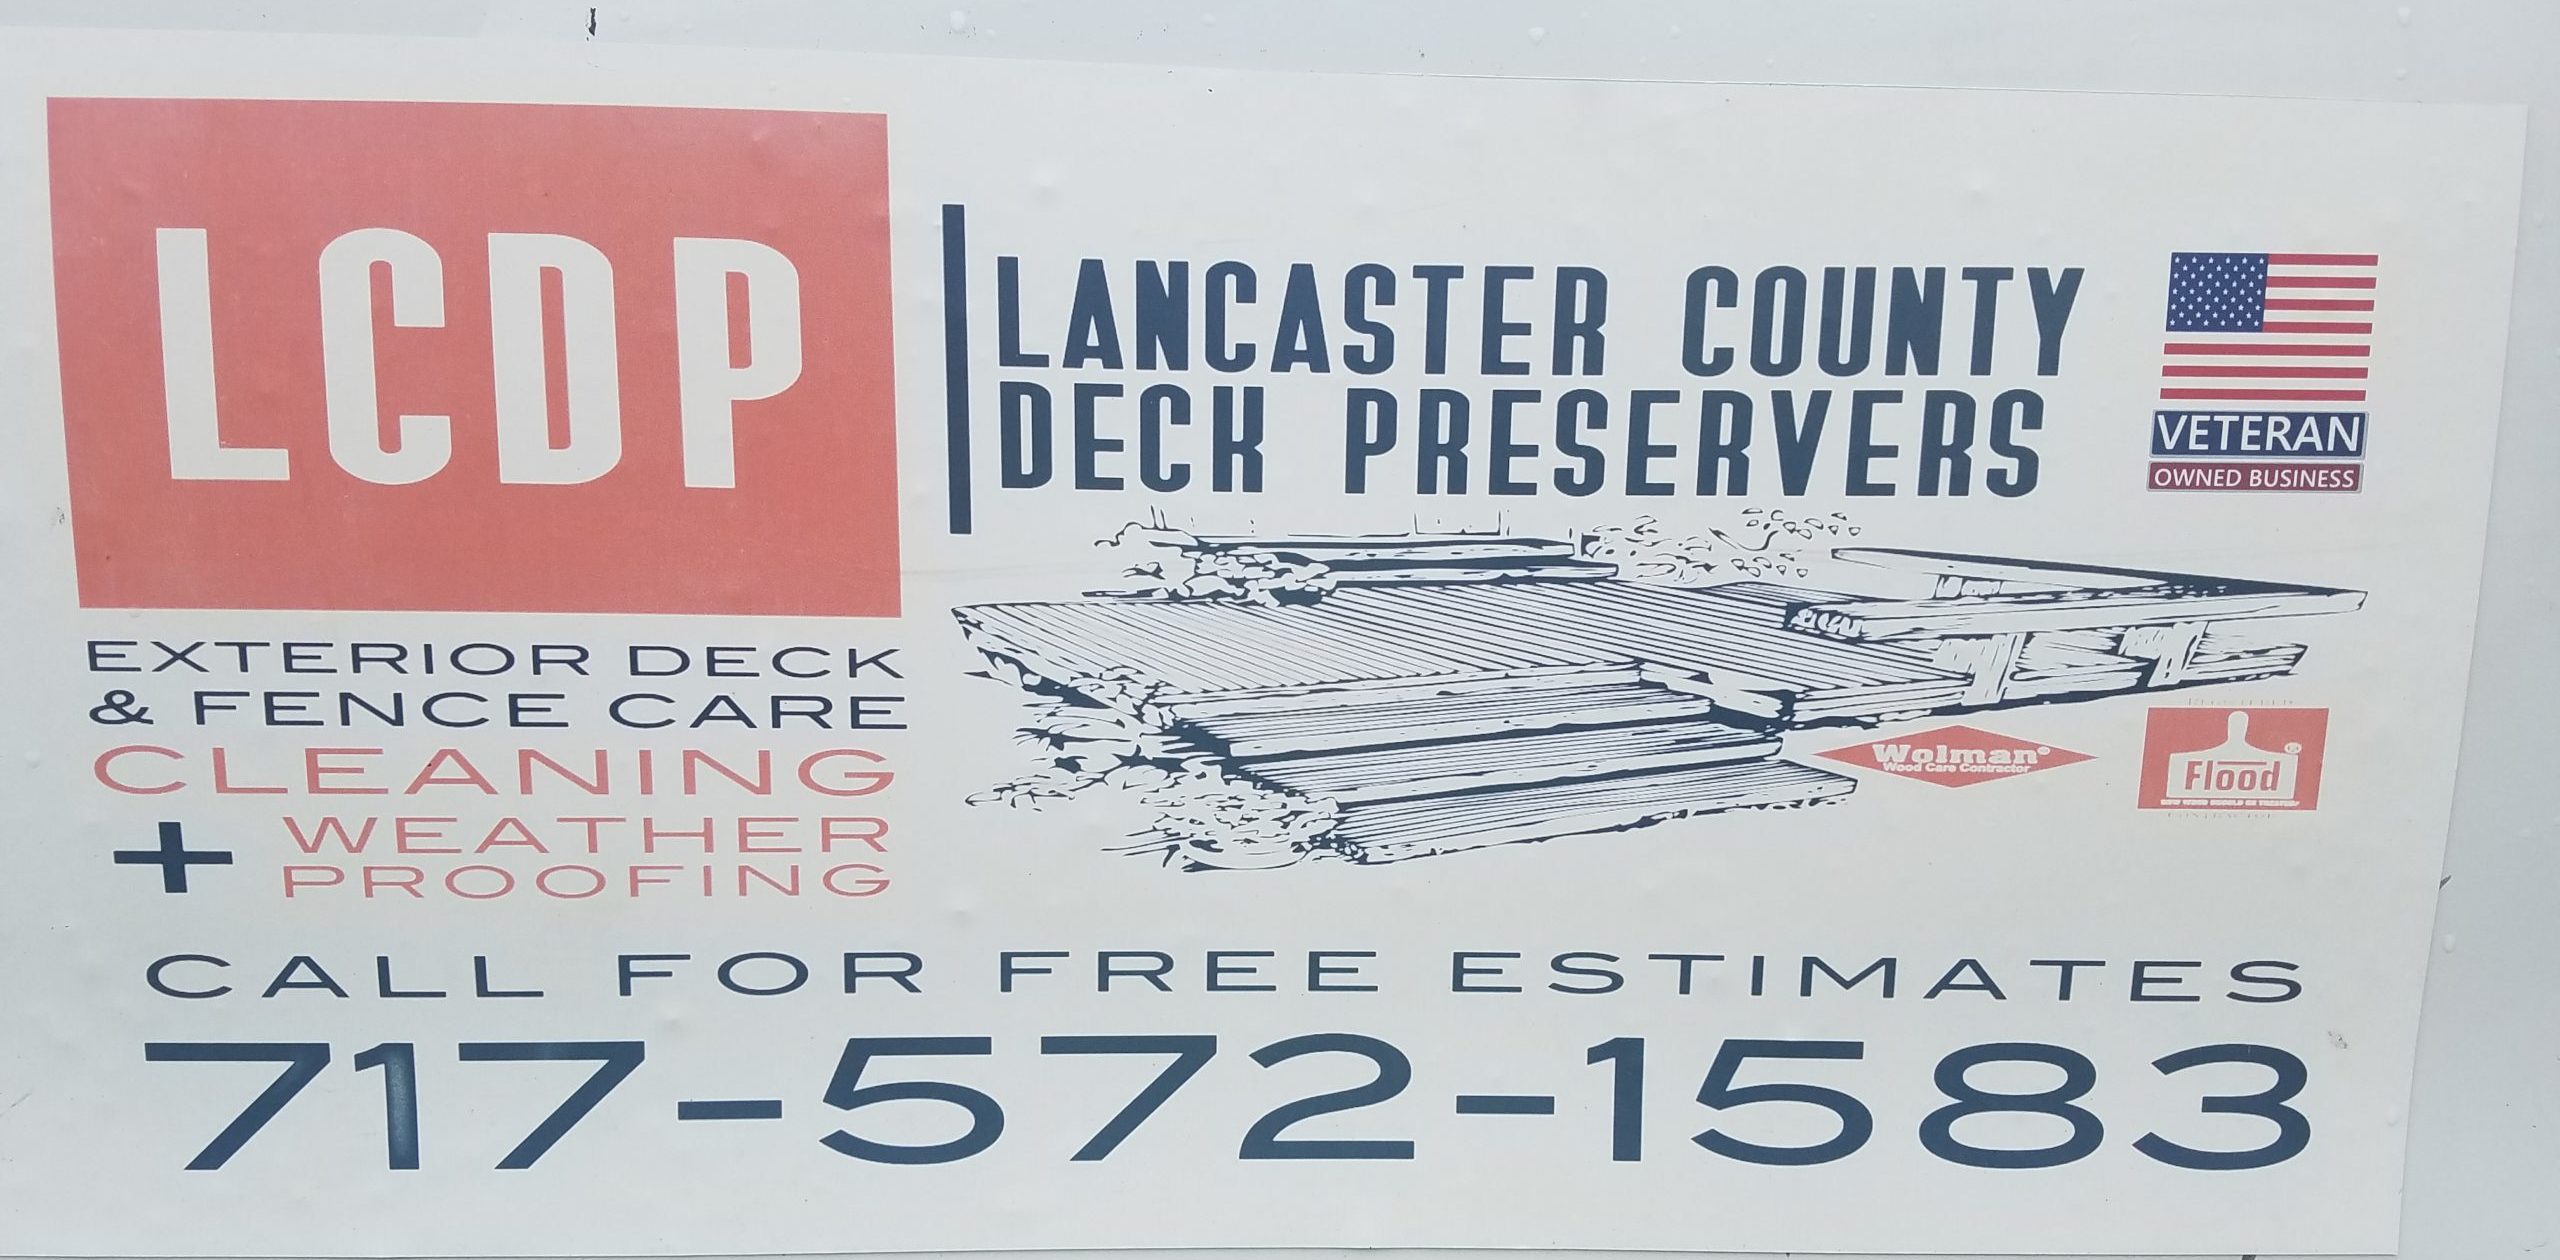 LCDP
LANCASTER COUNTY
DECK PRESERVERS
VETERAN
OWNED BUSINESS
EXTERIOR DECK
& FENCE CARE
CLEANING
+ WEATHER
PROOFING
Wolman®
Wood Care Contractor
Flood®
CALL FOR FREE ESTIMATES
717-572-1583